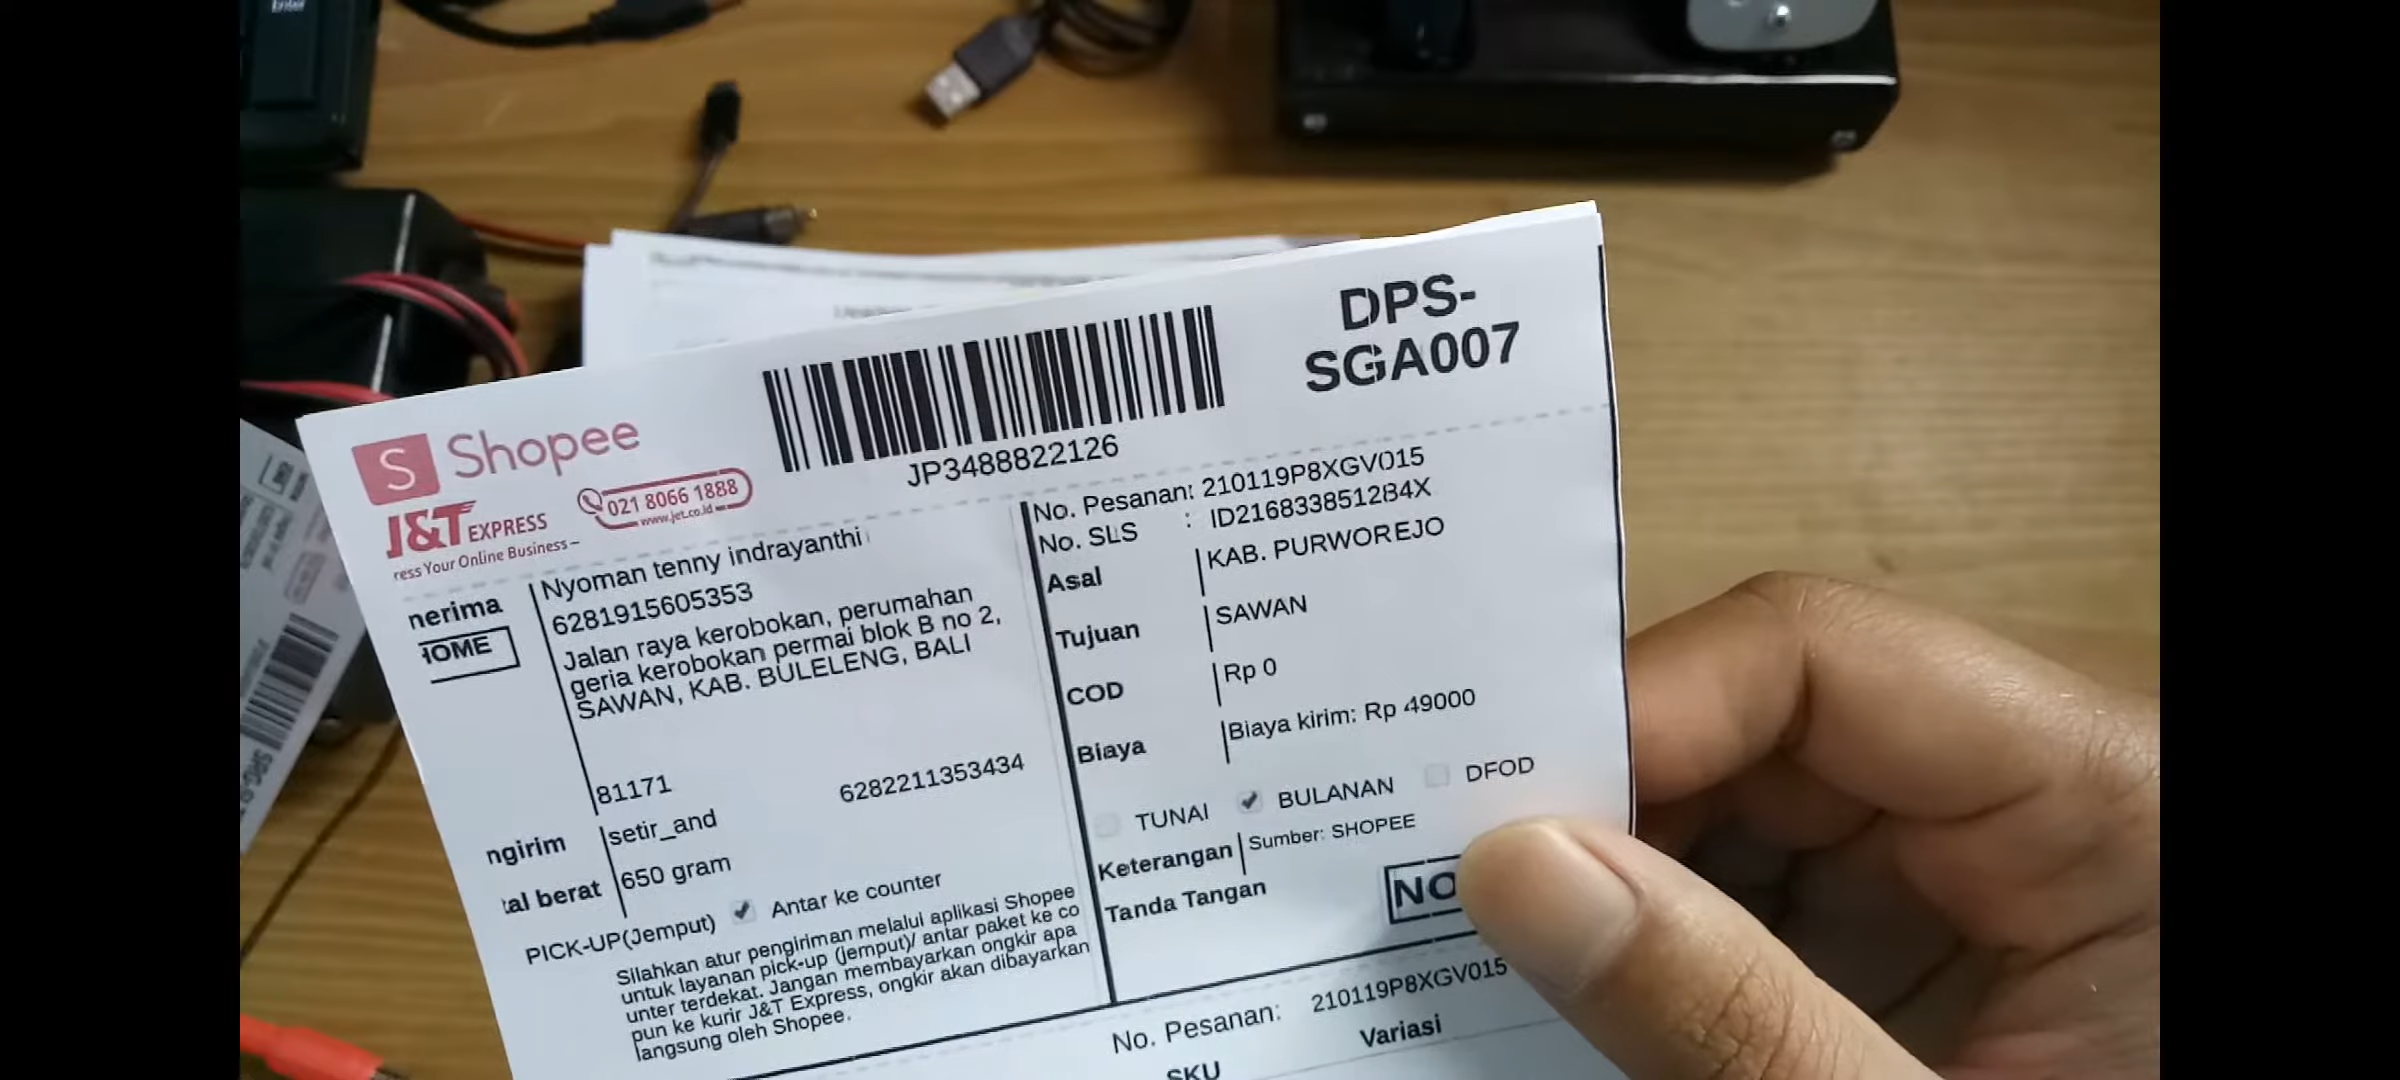 Enter
DPS-
SGA007
S Shopee
JP3488822126
J&T EXPRESS
021 8066 1888
www.jet.co.id
ress Your Online Business –
nerima
HOME
Nyoman tenny indrayanthi
6281915605353
Jalan raya kerobokan, perumahan
geria kerobokan permai blok B no 2,
SAWAN, KAB. BULELENG, BALI
81171
ngirim
setir_and
6282211353434
tal berat
650 gram
PICK-UP(Jemput)
Antar ke counter
Silahkan atur pengiriman melalui aplikasi Shopee
untuk layanan pick-up (jemput)/ antar paket ke co
unter terdekat. Jangan membayarkan ongkir apa
pun ke kurir J&T Express, ongkir akan dibayarkan
langsung oleh Shopee.
No. Pesanan: 210119P8XGV015
No. SLS : ID216833851284X
Asal KAB. PURWOREJO
Tujuan SAWAN
COD Rp 0
Biaya Biaya kirim: Rp 49000
TUNAI BULANAN DFOD
Keterangan Sumber: SHOPEE
Tanda Tangan
NO
No. Pesanan: 210119P8XGV015
Variasi
SKU